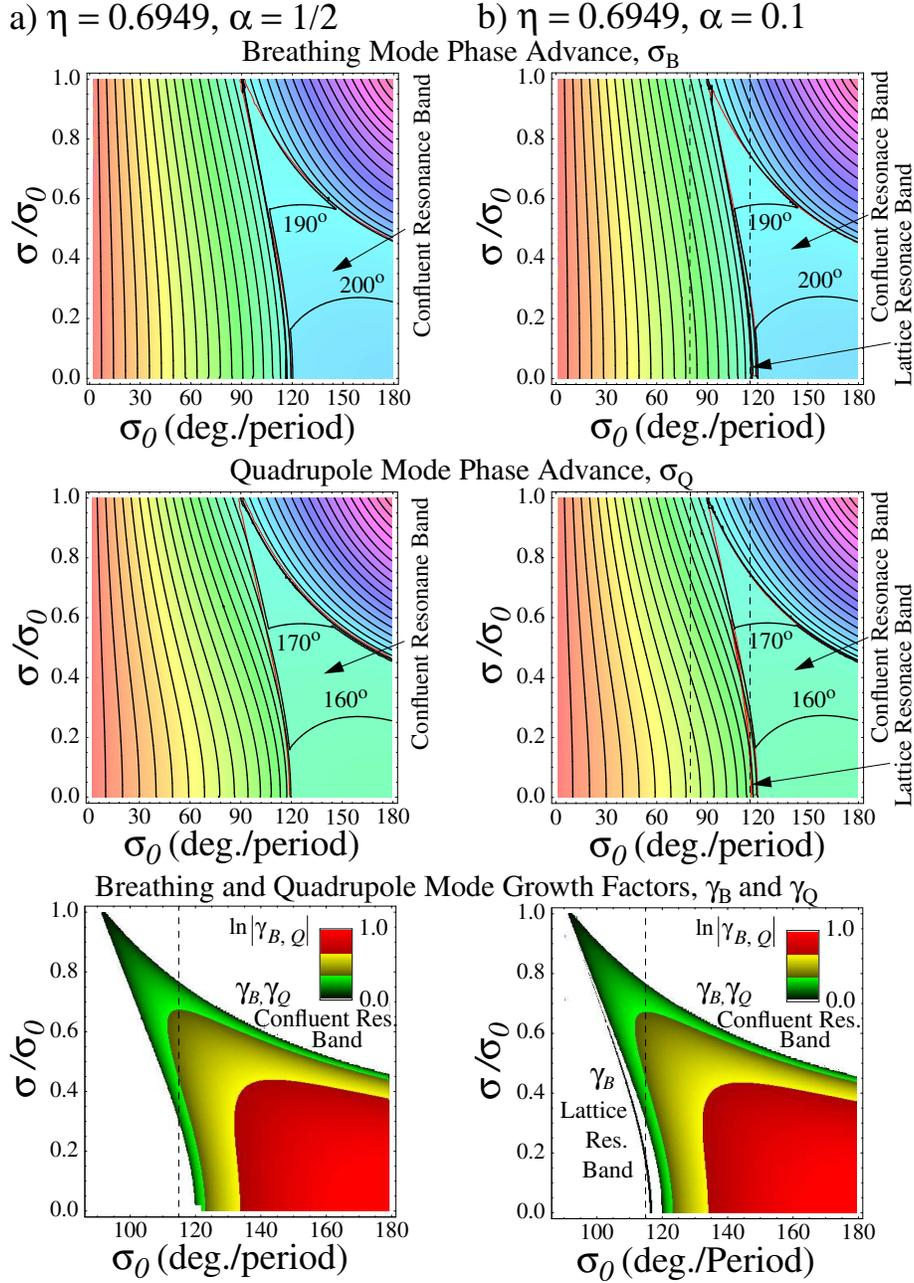 a) η = 0.6949, α = 1/2
b) η = 0.6949, α = 0.1
Breathing Mode Phase Advance, σB
1.0
0.8
0.6
0.4
0.2
0.0
σ/σ0
190o
200o
0 30 60 90 120 150 180
σ0 (deg./period)
Confluent Resonance Band
1.0
0.8
0.6
0.4
0.2
0.0
σ/σ0
190o
200o
0 30 60 90 120 150 180
σ0 (deg./period)
Confluent Resonace Band
Lattice Resonace Band
Quadrupole Mode Phase Advance, σQ
1.0
0.8
0.6
0.4
0.2
0.0
σ/σ0
170o
160o
0 30 60 90 120 150 180
σ0 (deg./period)
Confluent Resonane Band
1.0
0.8
0.6
0.4
0.2
0.0
σ/σ0
170o
160o
0 30 60 90 120 150 180
σ0 (deg./period)
Confluent Resonace Band
Lattice Resonace Band
Breathing and Quadrupole Mode Growth Factors, γB and γQ
1.0
0.8
0.6
0.4
0.2
0.0
σ/σ0
ln|γB, Q|
1.0
0.0
γB,γQ
Confluent Res.
Band
100 120 140 160 180
σ0 (deg./period)
1.0
0.8
0.6
0.4
0.2
0.0
σ/σ0
ln|γB, Q|
1.0
0.0
γB,γQ
Confluent Res.
Band
γB
Lattice
Res.
Band
100 120 140 160 180
σ0 (deg./Period)